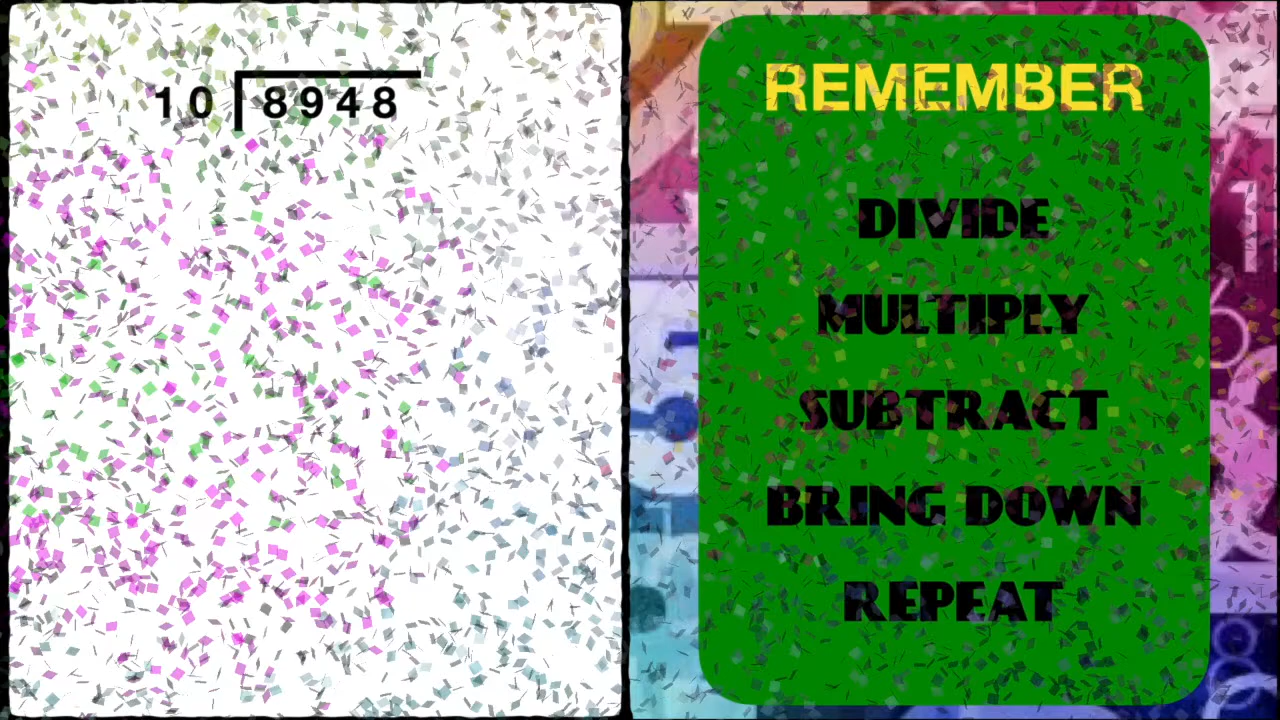 10 8948
REMEMBER
DIVIDE
MULTIPLY
SUBTRACT
BRING DOWN
REPEAT